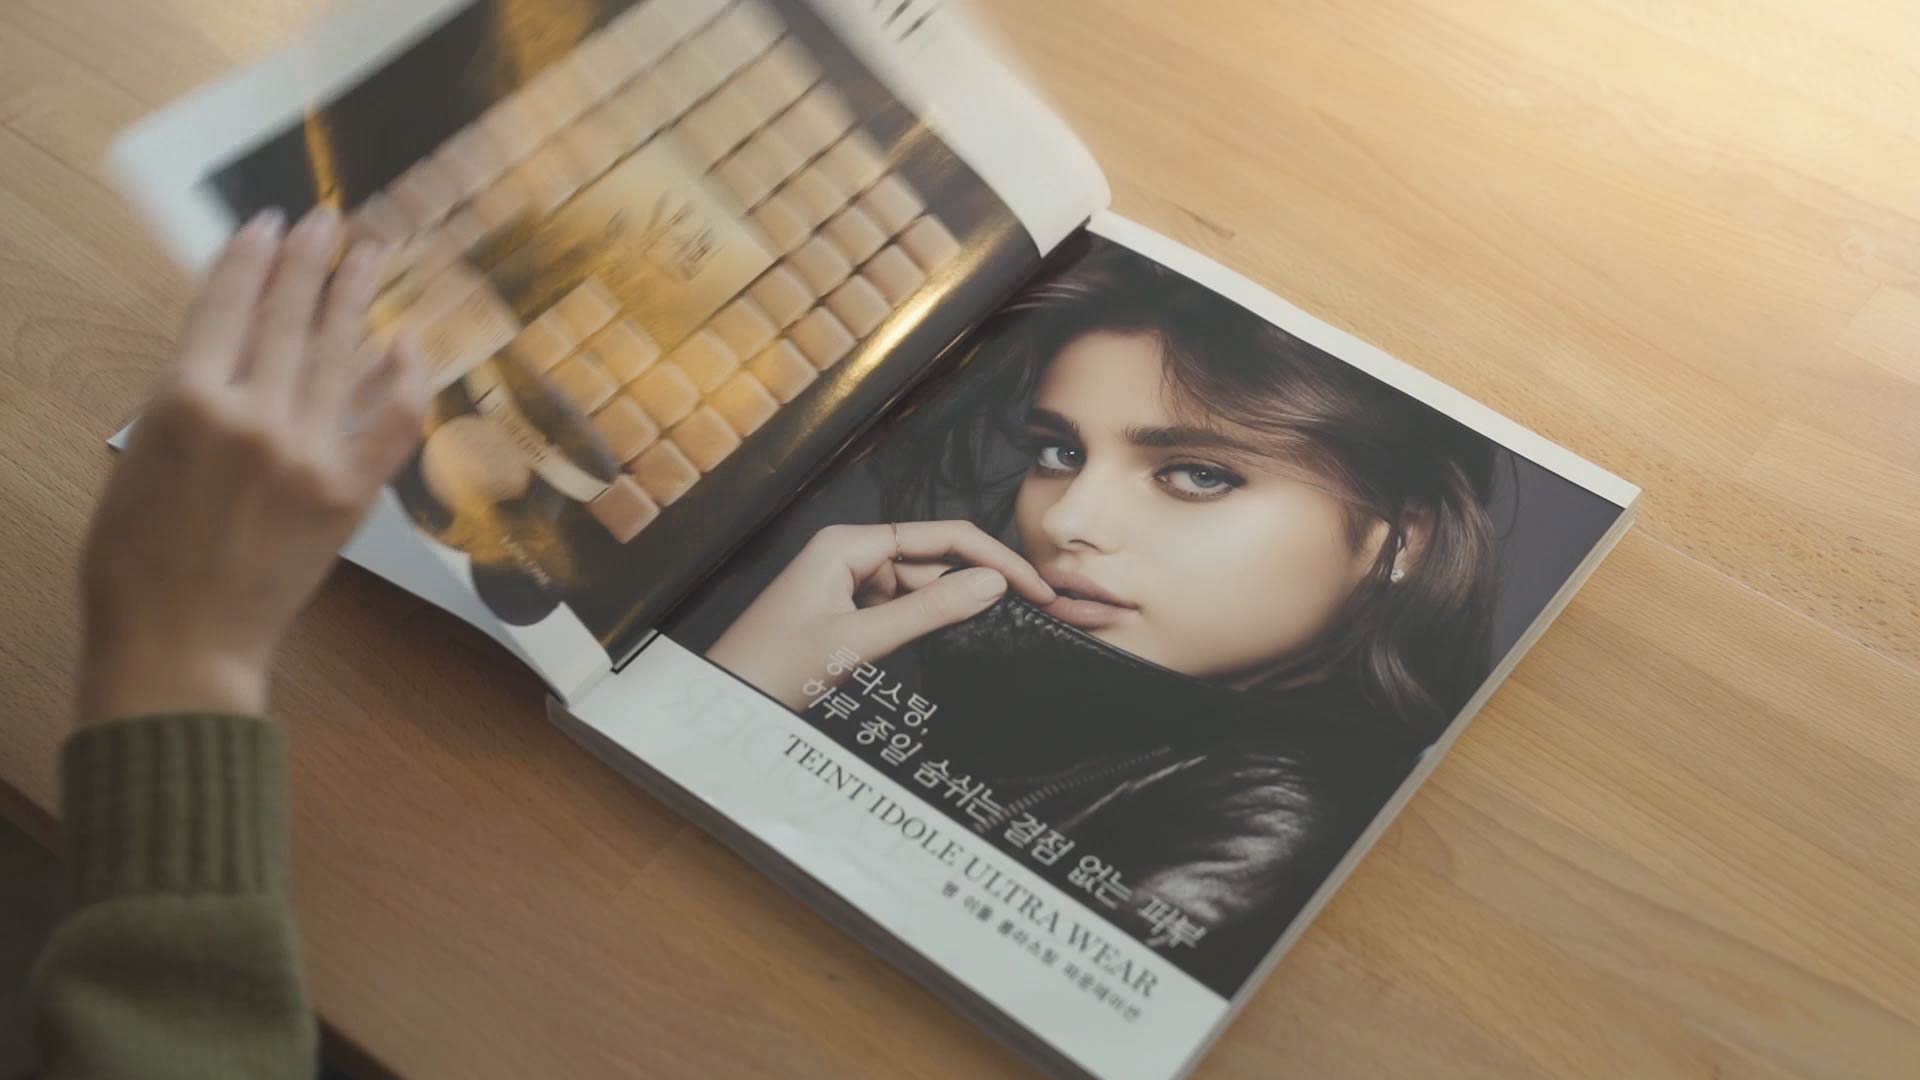 롱라스팅,
하루 종일 숨쉬는 결점 없는 피부
TEINT IDOLE ULTRA WEAR
뗑 이돌 롱라스팅 파운데이션